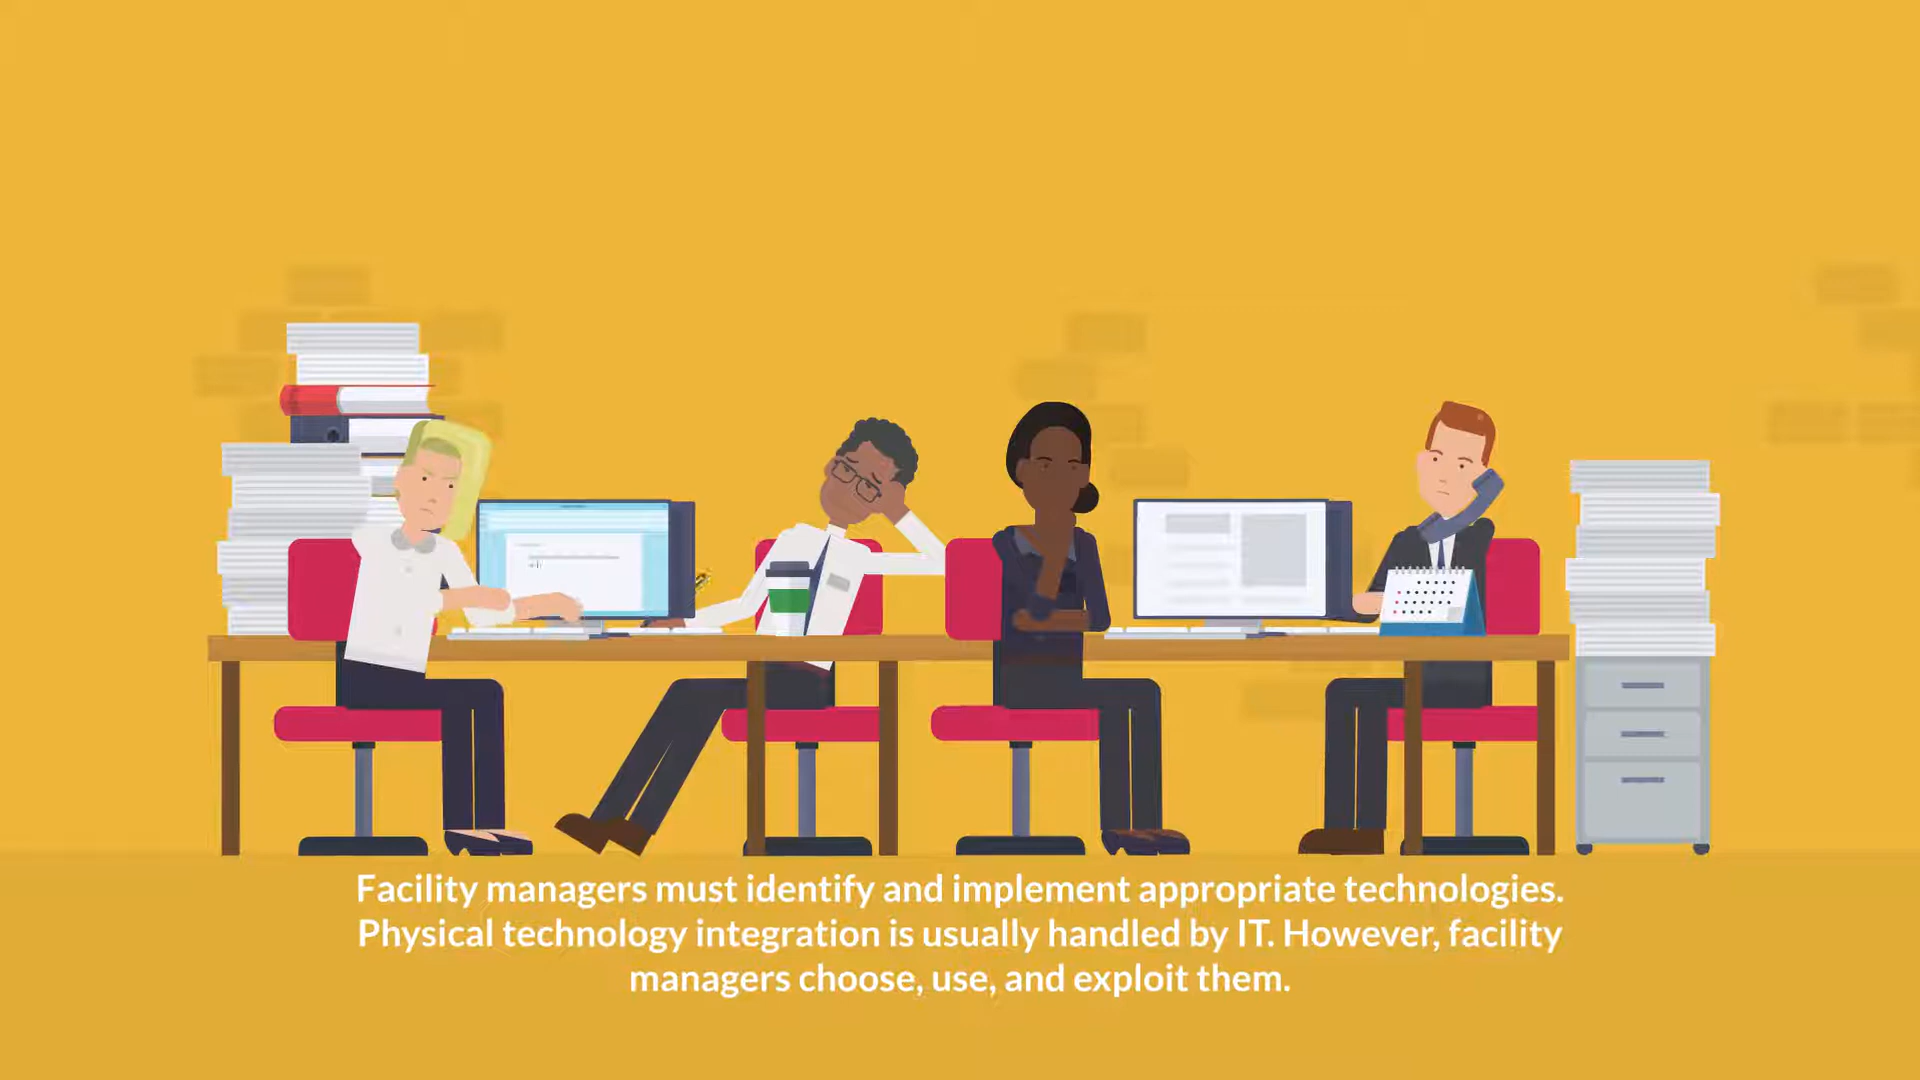 Facility managers must identify and implement appropriate technologies.
Physical technology integration is usually handled by IT. However, facility
managers choose, use, and exploit them.